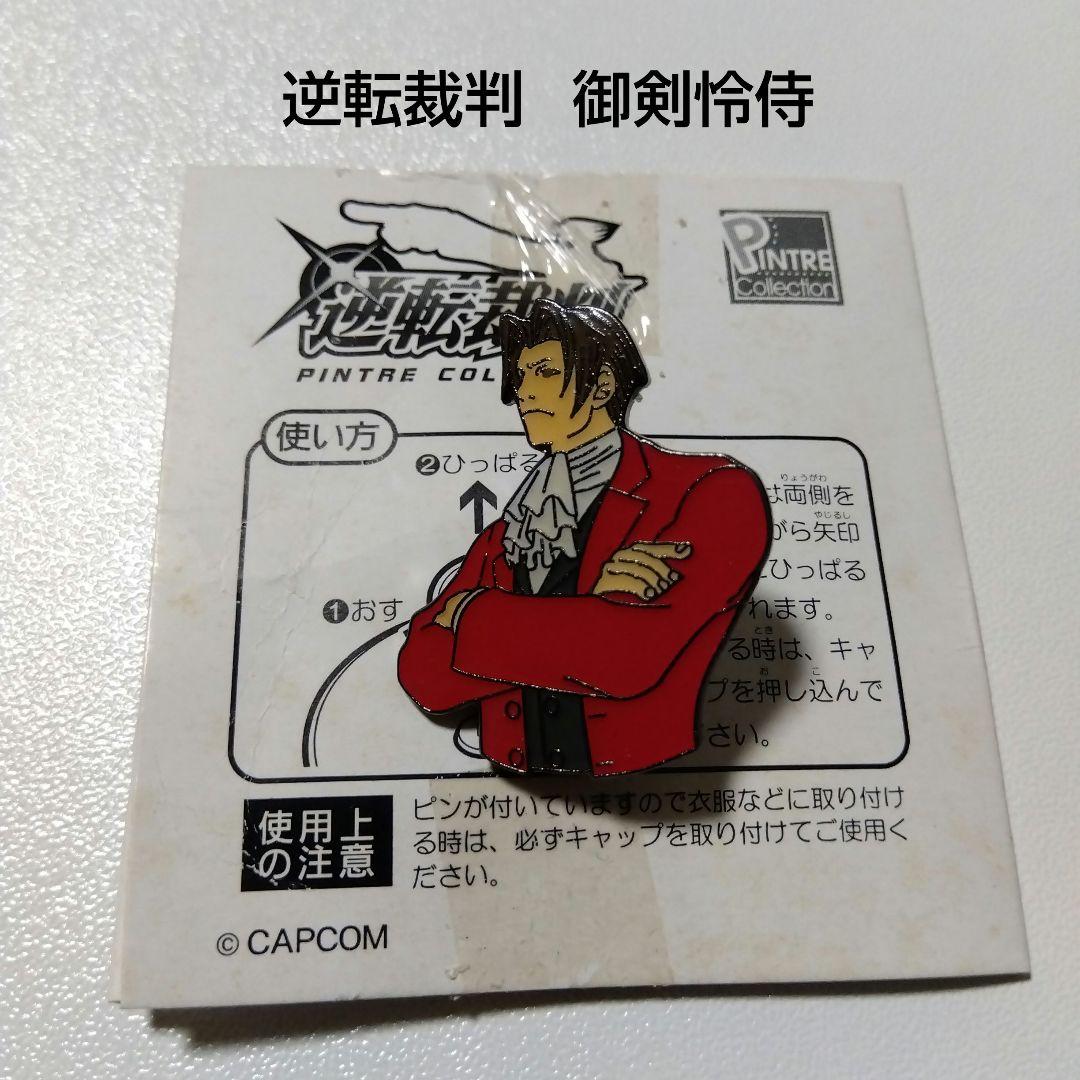 逆転裁判 御剣怜侍
逆転裁判
PINTRE COL
PINTRE
Collection
使い方
❷ひっぱる
❶おす
は両側を
りょうがわ
がら矢印
やじるし
ひっぱる
れます。
る時は、キャ
とき
プを押し込んで
お こ
さい。
使用上
の注意
ピンが付いていますので衣服などに取り付け
る時は、必ずキャップを取り付けてご使用く
ださい。
© CAPCOM